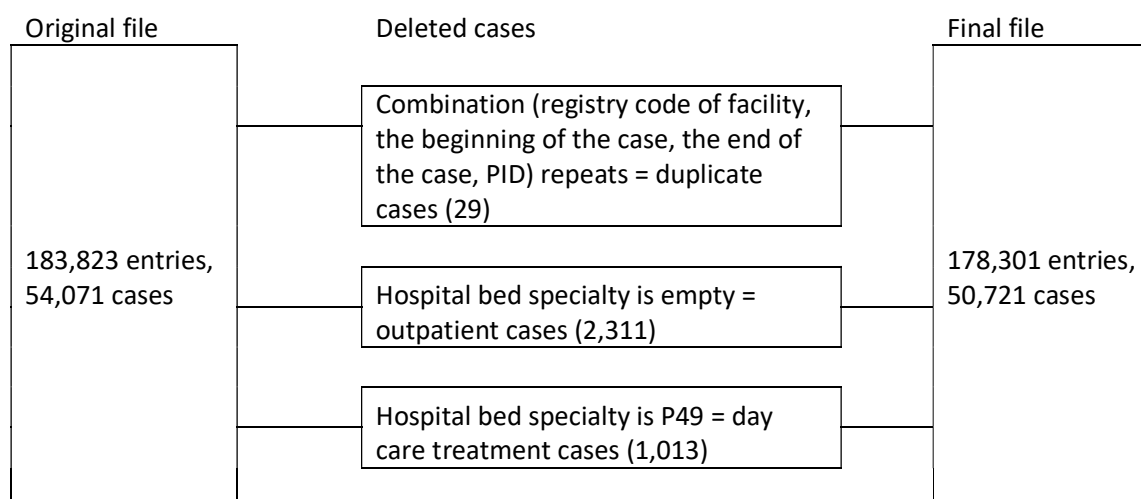 Original file
Deleted cases
Final file
Combination (registry code of facility,
the beginning of the case, the end of
the case, PID) repeats = duplicate
cases (29)
183,823 entries,
54,071 cases
Hospital bed specialty is empty =
outpatient cases (2,311)
178,301 entries,
50,721 cases
Hospital bed specialty is P49 = day
care treatment cases (1,013)